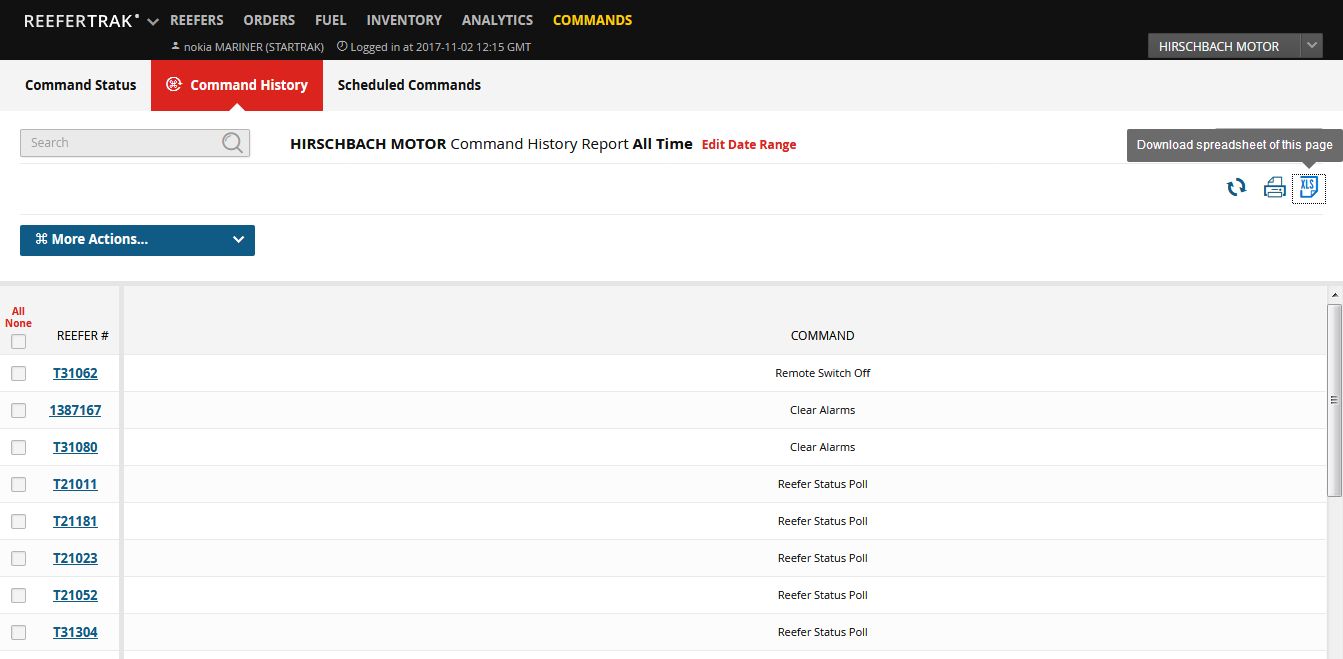 REEFERTRAK REEFERS ORDERS FUEL INVENTORY ANALYTICS COMMANDS
nokia MARINER (STARTRAK) Logged in at 2017-11-02 12:15 GMT
HIRSCHBACH MOTOR
Command Status Command History Scheduled Commands
Search
HIRSCHBACH MOTOR Command History Report All Time Edit Date Range
Download spreadsheet of this page
XLS
⌘ More Actions...
All
None
REEFER # COMMAND
T31062 Remote Switch Off
1387167 Clear Alarms
T31080 Clear Alarms
T21011 Reefer Status Poll
T21181 Reefer Status Poll
T21023 Reefer Status Poll
T21052 Reefer Status Poll
T31304 Reefer Status Poll